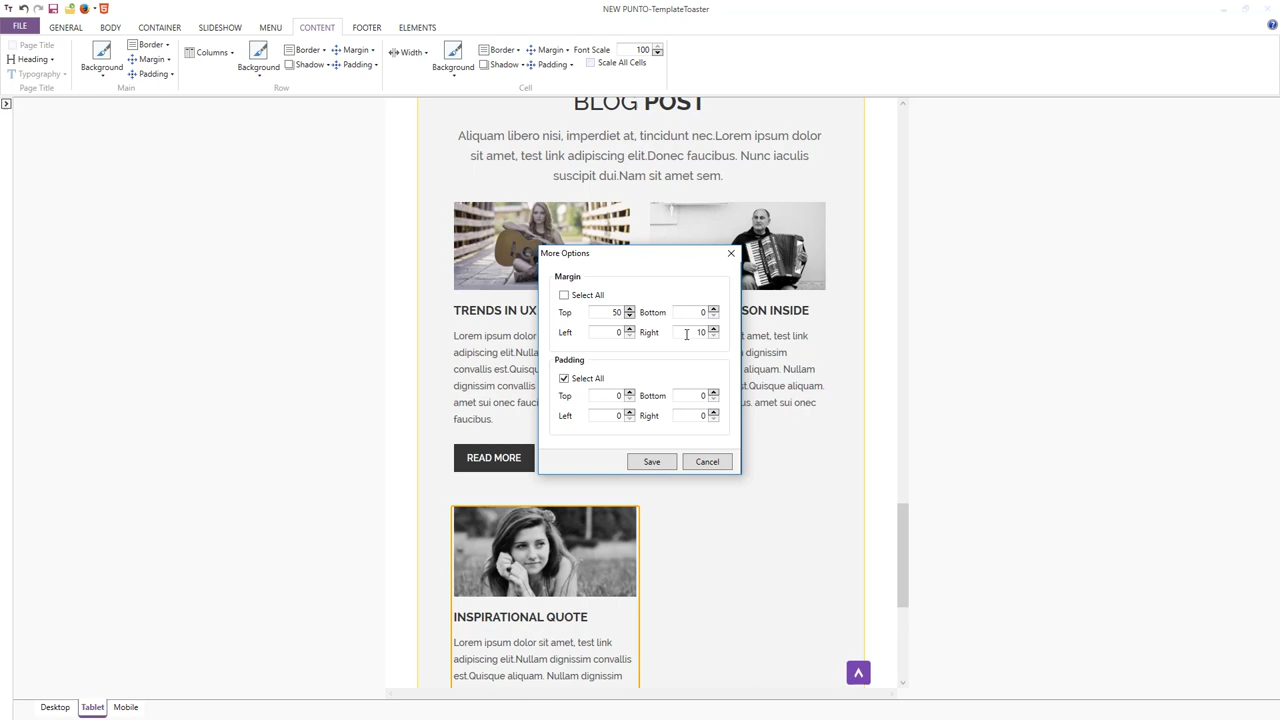 NEW PUNTO-TemplateToaster
FILE GENERAL BODY CONTAINER SLIDESHOW MENU CONTENT FOOTER ELEMENTS
Page Title
Heading
Typography
Page Title
Background
Border
Margin
Padding
Main
Columns
Background
Border
Shadow
Margin
Padding
Row
Width
Background
Border
Shadow
Margin
Padding
Font Scale 100
Scale All Cells
Cell
BLOG POST
Aliquam libero nisi, imperdiet at, tincidunt nec.Lorem ipsum dolor
sit amet, test link adipiscing elit.Donec faucibus. Nunc iaculis
suscipit dui.Nam sit amet sem.
TRENDS IN UX
Lorem ipsum dolor
adipiscing elit.Null
convallis
est.Quisque aliquam
amet sui onec fauc
faucibus.
READ MORE
SON INSIDE
t amet, test link
m dignissim
aliquam. Nullam
est.Quisque aliquam.
s. amet sui onec
More Options
Margin
Select All
Top 50 Bottom 0
Left 0 Right 10
Padding
Select All
Top 0 Bottom 0
Left 0 Right 0
Save Cancel
INSPIRATIONAL QUOTE
Lorem ipsum dolor sit amet, test link
adipiscing elit.Nullam dignissim convallis
est.Quisque aliquam. Nullam dignissim
Desktop Tablet Mobile